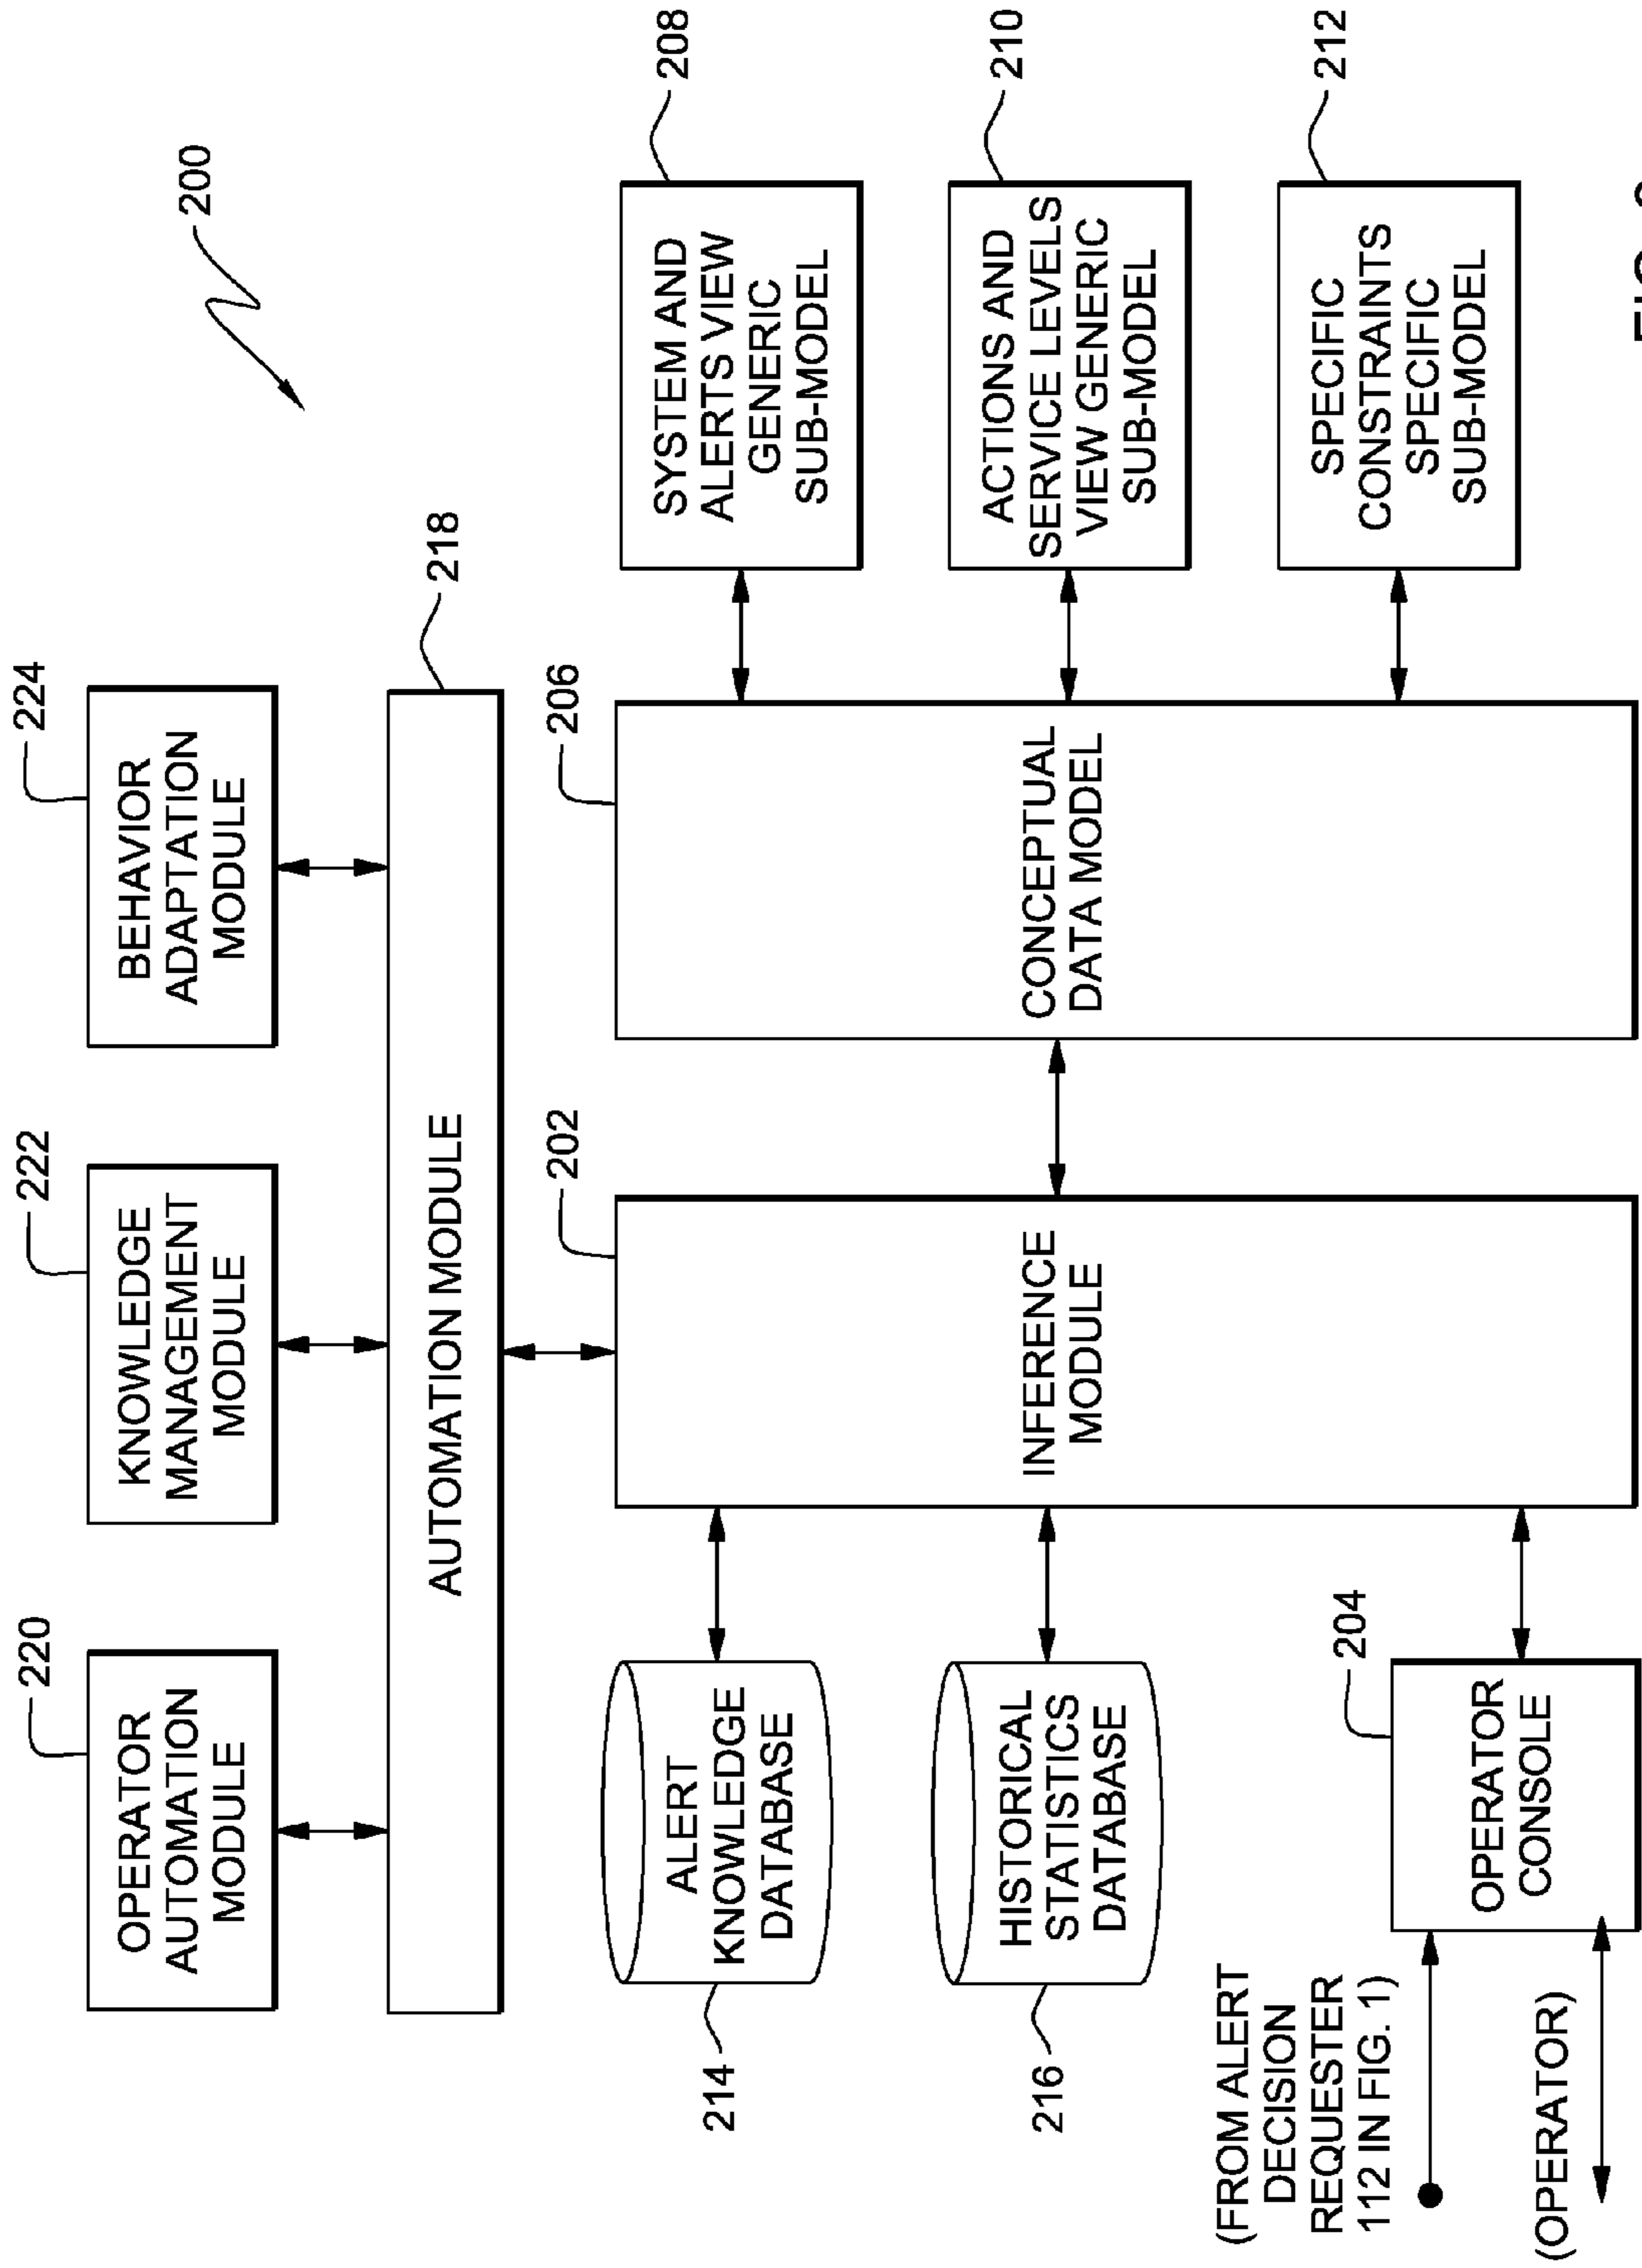 220
OPERATOR
AUTOMATION
MODULE
222
KNOWLEDGE
MANAGEMENT
MODULE
224
BEHAVIOR
ADAPTATION
MODULE
200
AUTOMATION MODULE
218
214
ALERT
KNOWLEDGE
DATABASE
216
HISTORICAL
STATISTICS
DATABASE
(FROM ALERT
DECISION
REQUESTER
112 IN FIG. 1)
(OPERATOR)
204
OPERATOR
CONSOLE
202
INFERENCE
MODULE
206
CONCEPTUAL
DATA MODEL
208
SYSTEM AND
ALERTS VIEW
GENERIC
SUB-MODEL
210
ACTIONS AND
SERVICE LEVELS
VIEW GENERIC
SUB-MODEL
212
SPECIFIC
CONSTRAINTS
SPECIFIC
SUB-MODEL
FIG.